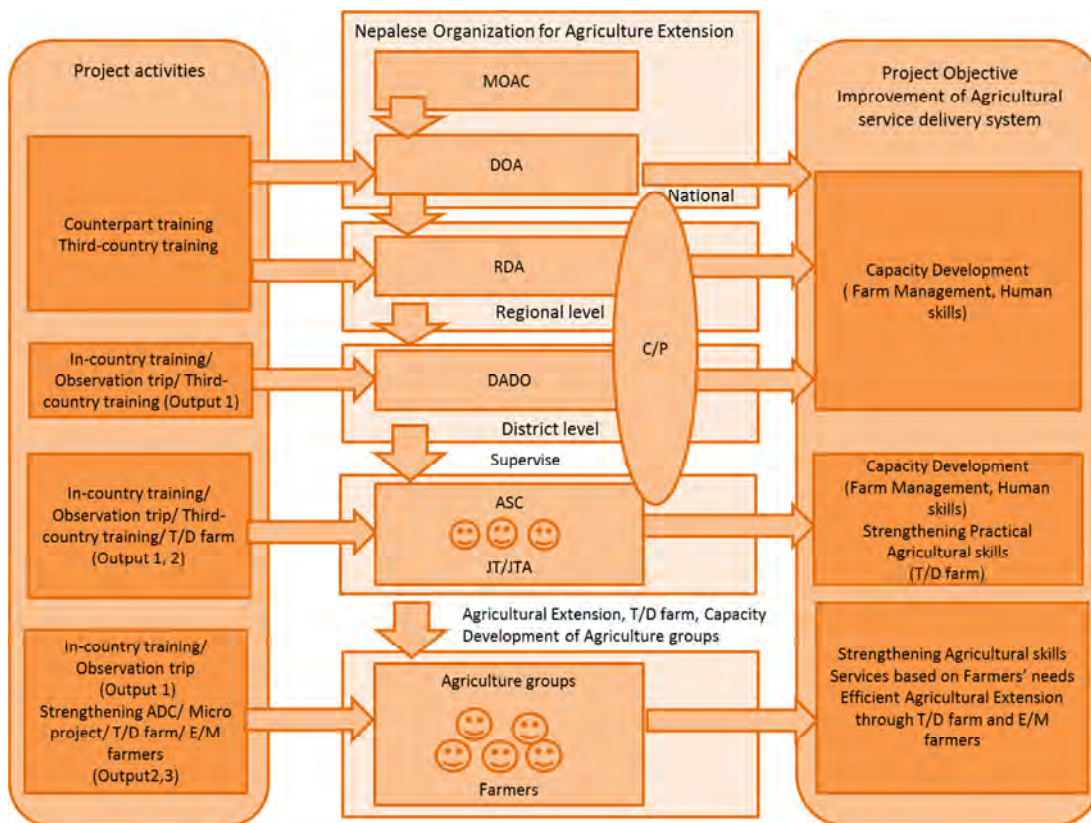 Project activities
Counterpart training
Third-country training
In-country training/
Observation trip/ Third-
country training (Output 1)
In-country training/
Observation trip/ Third-
country training/ T/D farm
(Output 1, 2)
In-country training/
Observation trip
(Output 1)
Strengthening ADC/ Micro
project/ T/D farm/ E/M
farmers
(Output2,3)
Nepalese Organization for Agriculture Extension
MOAC
DOA
National
RDA
Regional level
C/P
DADO
District level
Supervise
ASC
JT/JTA
Agricultural Extension, T/D farm, Capacity
Development of Agriculture groups
Agriculture groups
Farmers
Project Objective
Improvement of Agricultural
service delivery system
Capacity Development
( Farm Management, Human
skills)
Capacity Development
(Farm Management, Human
skills)
Strengthening Practical
Agricultural skills
(T/D farm)
Strengthening Agricultural skills
Services based on Farmers’ needs
Efficient Agricultural Extension
through T/D farm and E/M
farmers